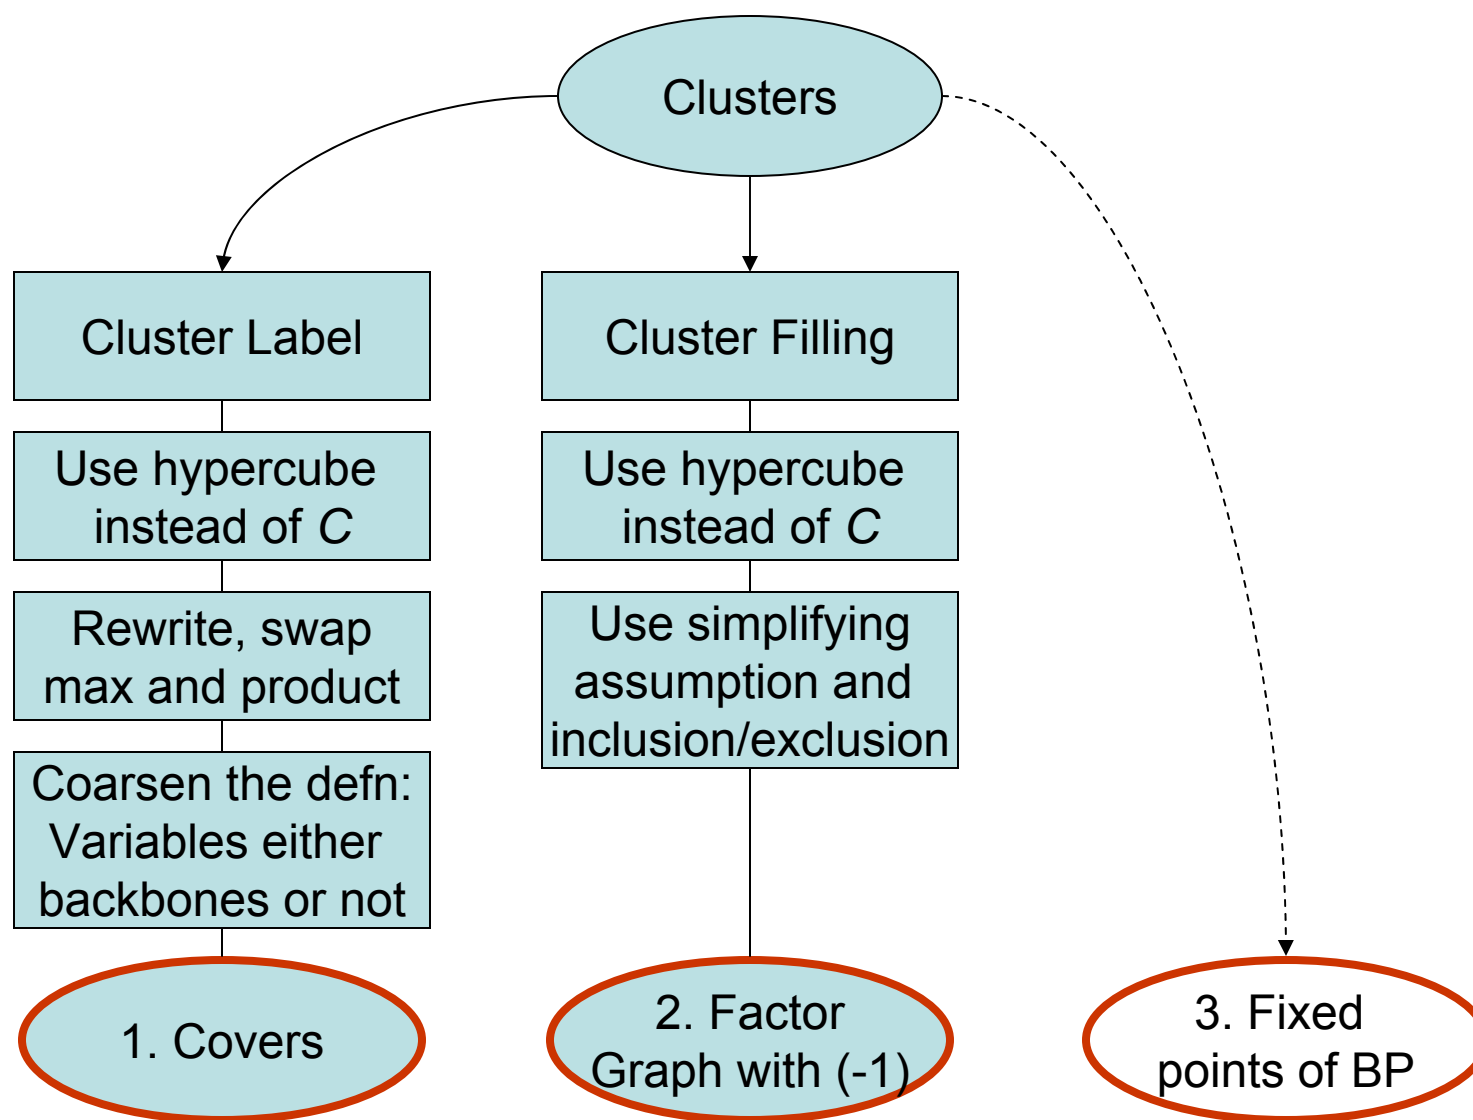 Clusters
Cluster Label
Use hypercube
instead of C
Rewrite, swap
max and product
Coarsen the defn:
Variables either
backbones or not
1. Covers
Cluster Filling
Use hypercube
instead of C
Use simplifying
assumption and
inclusion/exclusion
2. Factor
Graph with (-1)
3. Fixed
points of BP